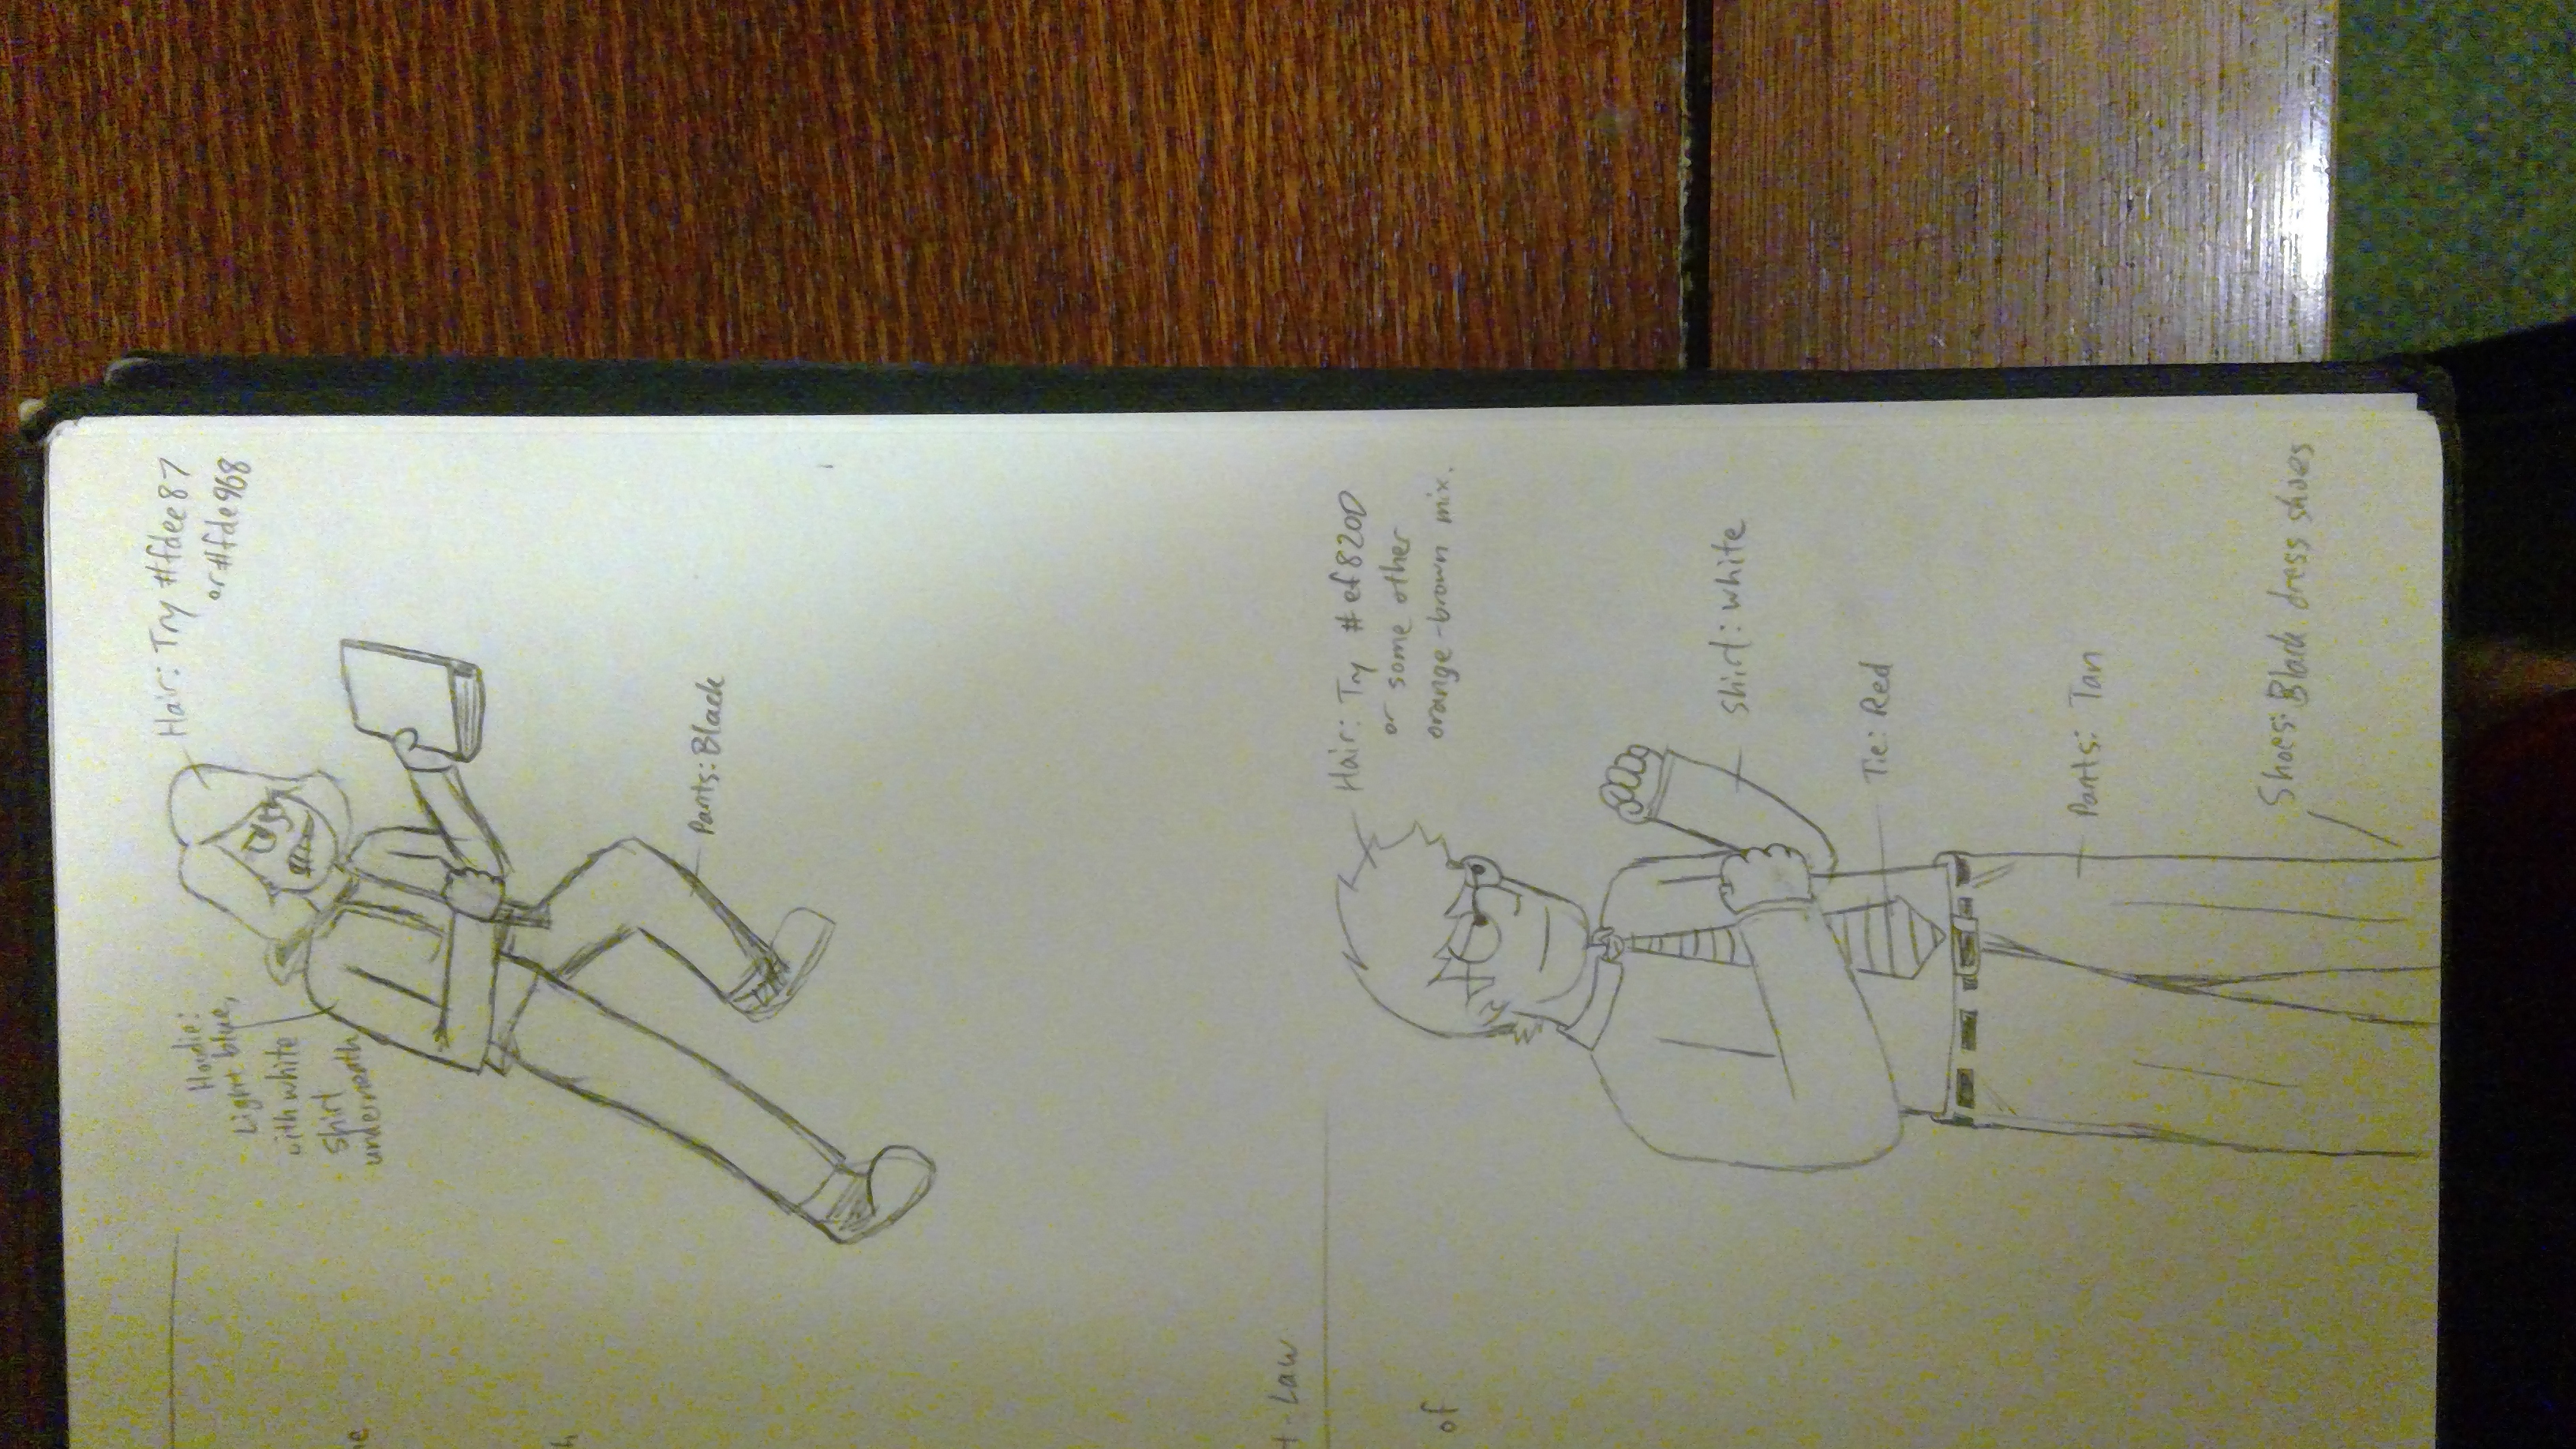 Hair: Try #fdee87
or #fde968
Hoodie:
Light blue,
with white
shirt
underneath
Pants: Black
t-Law
Hair: Try #ef820D
or some other
orange-brown mix.
of
Shirt: white
Tie: Red
Pants: Tan
Shoes: Black dress shoes